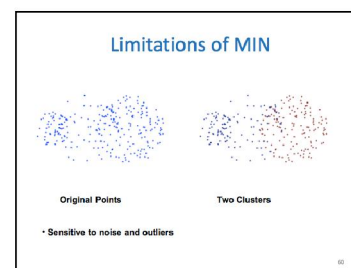 Limitations of MIN
Original Points
Two Clusters
• Sensitive to noise and outliers
60